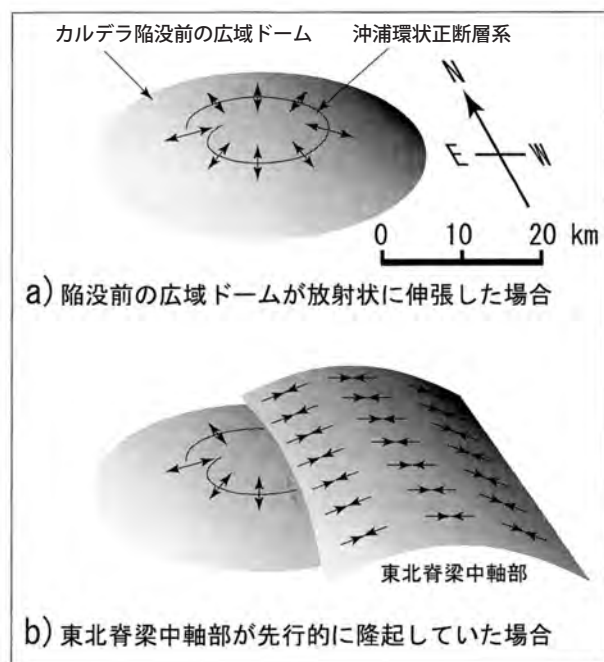 カルデラ陥没前の広域ドーム
沖浦環状正断層系
N
E W
0 10 20 km
a) 陥没前の広域ドームが放射状に伸張した場合
東北脊梁中軸部
b) 東北脊梁中軸部が先行的に隆起していた場合